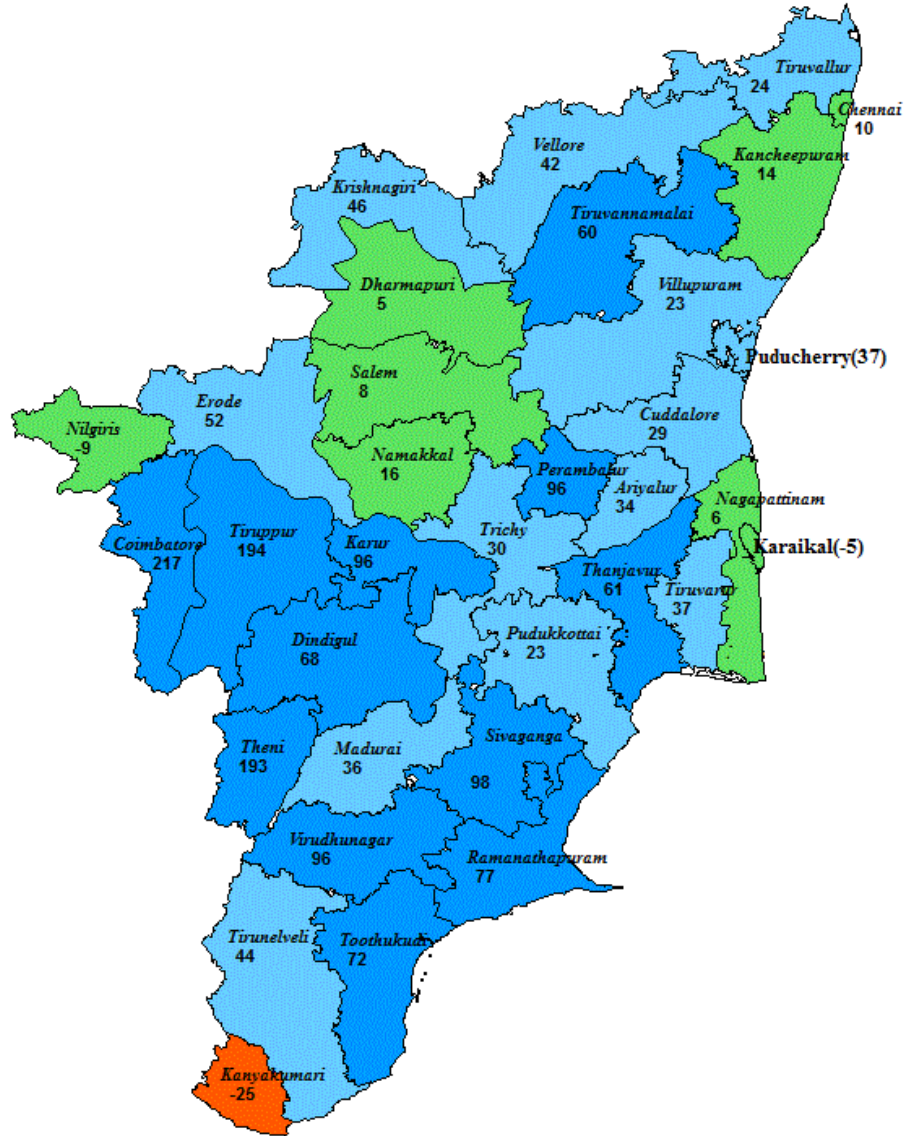 Tiruvallur
24
Chennai
10
Vellore
42
Kancheepuram
14
Krishnagiri
46
Tiruvannamalai
60
Dharmapuri
5
Villupuram
23
Puducherry(37)
Salem
8
Erode
52
Cuddalore
29
Nilgiris
-9
Namakkal
16
Perambalur
96
Ariyalur
34
Nagapattinam
6
Trichy
30
Tiruppur
194
Coimbatore
217
Karur
96
Karaikal(-5)
Thanjavur
61
Tiruvarur
37
Dindigul
68
Pudukkottai
23
Theni
193
Madurai
36
Sivaganga
98
Virudhunagar
96
Ramanathapuram
77
Tirunelveli
44
Toothukudi
72
Kanyakumari
-25